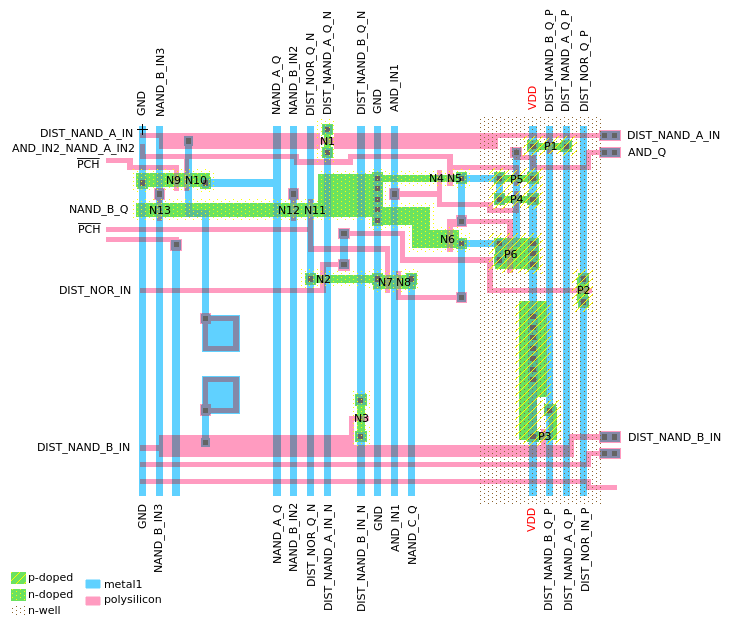 GND
NAND_B_IN3
NAND_A_Q
NAND_B_IN2
DIST_NOR_Q_N
DIST_NAND_A_Q_N
DIST_NAND_B_Q_N
GND
AND_IN1
VDD
DIST_NAND_B_Q_P
DIST_NAND_A_Q_P
DIST_NOR_Q_P
DIST_NAND_A_IN
DIST_NAND_A_IN
N1
P1
AND_IN2_NAND_A_IN2
AND_Q
PCH
N9 N10
N4 N5
P5
P4
NAND_B_Q
N13
N12 N11
PCH
N6
P6
DIST_NOR_IN
N2
N7 N8
P2
N3
P3
DIST_NAND_B_IN
DIST_NAND_B_IN
GND
NAND_B_IN3
NAND_A_Q
NAND_B_IN2
DIST_NOR_Q_N
DIST_NAND_A_IN_N
DIST_NAND_B_IN_N
GND
AND_IN1
NAND_C_Q
VDD
DIST_NAND_B_Q_P
DIST_NAND_A_Q_P
DIST_NOR_IN_P
p-doped
n-doped
n-well
metal1
polysilicon